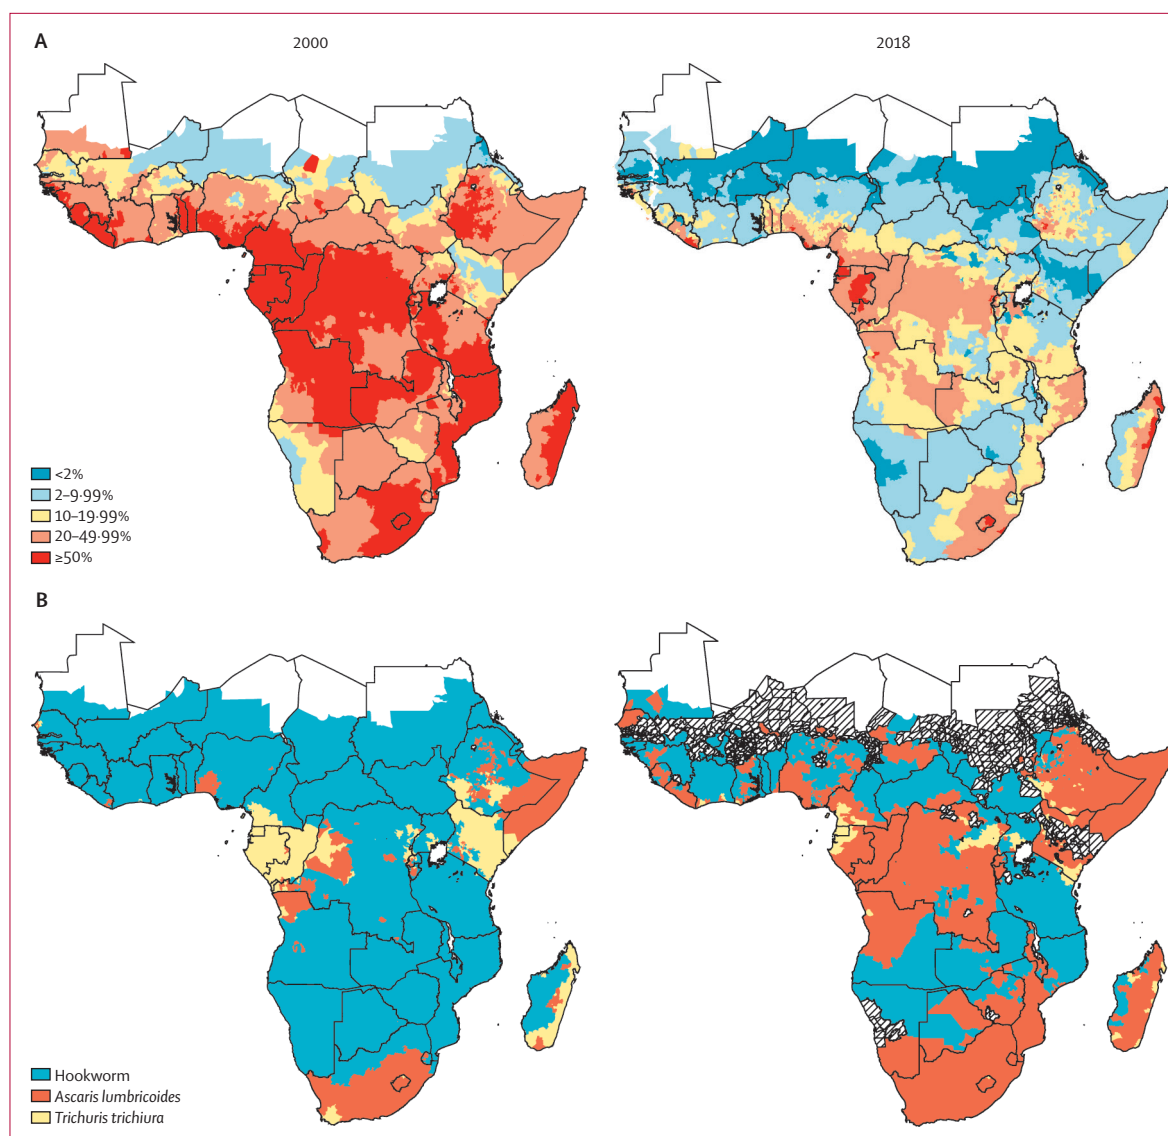 A
2000
2018
<2%
2–9·99%
10–19·99%
20–49·99%
≥50%
B
Hookworm
Ascaris lumbricoides
Trichuris trichiura